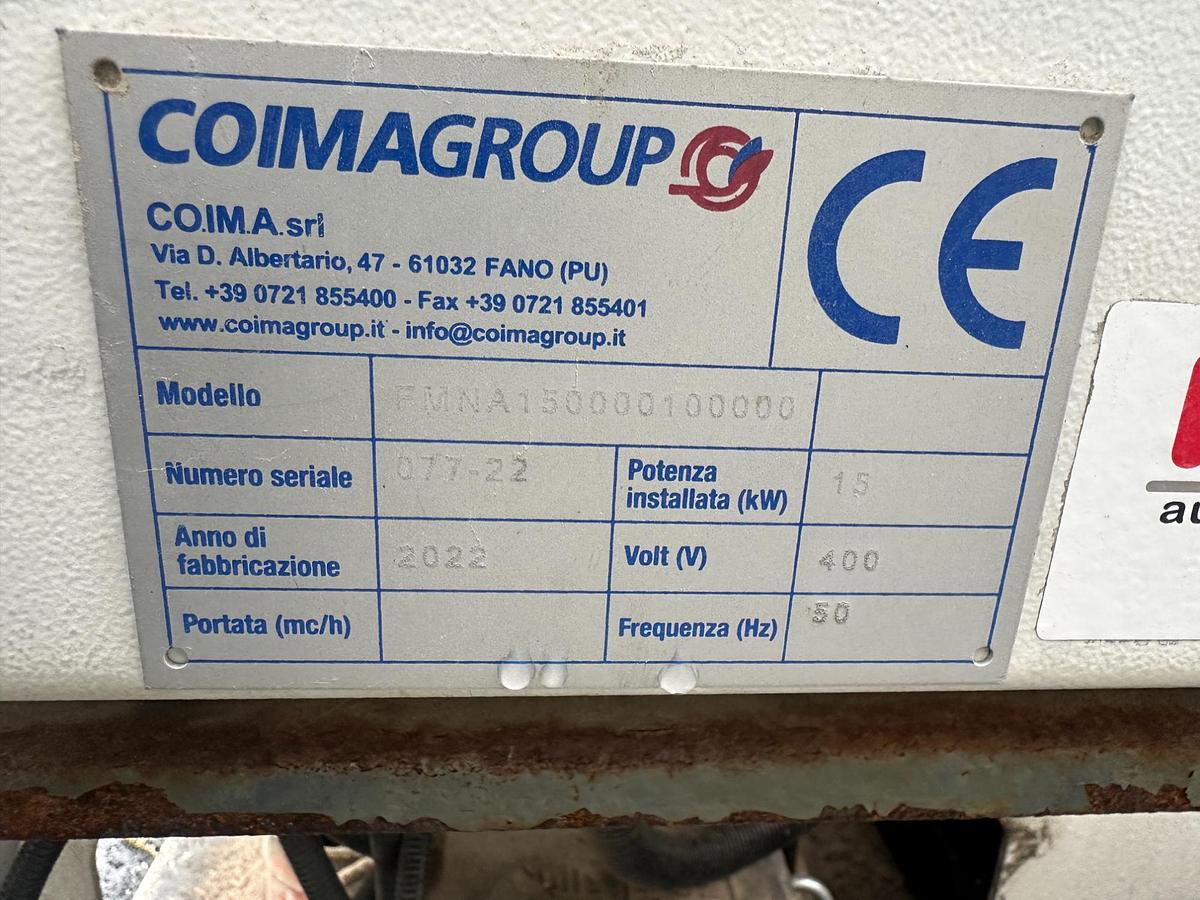 COIMAGROUP
CE
CO.IM.A. srl
Via D. Albertario, 47 - 61032 FANO (PU)
Tel. +39 0721 855400 - Fax +39 0721 855401
www.coimagroup.it - info@coimagroup.it
Modello
FMNA150000100000
Numero seriale
077-22
Potenza
installata (kW)
15
Anno di
fabbricazione
2022
Volt (V)
400
Portata (mc/h)
Frequenza (Hz)
50